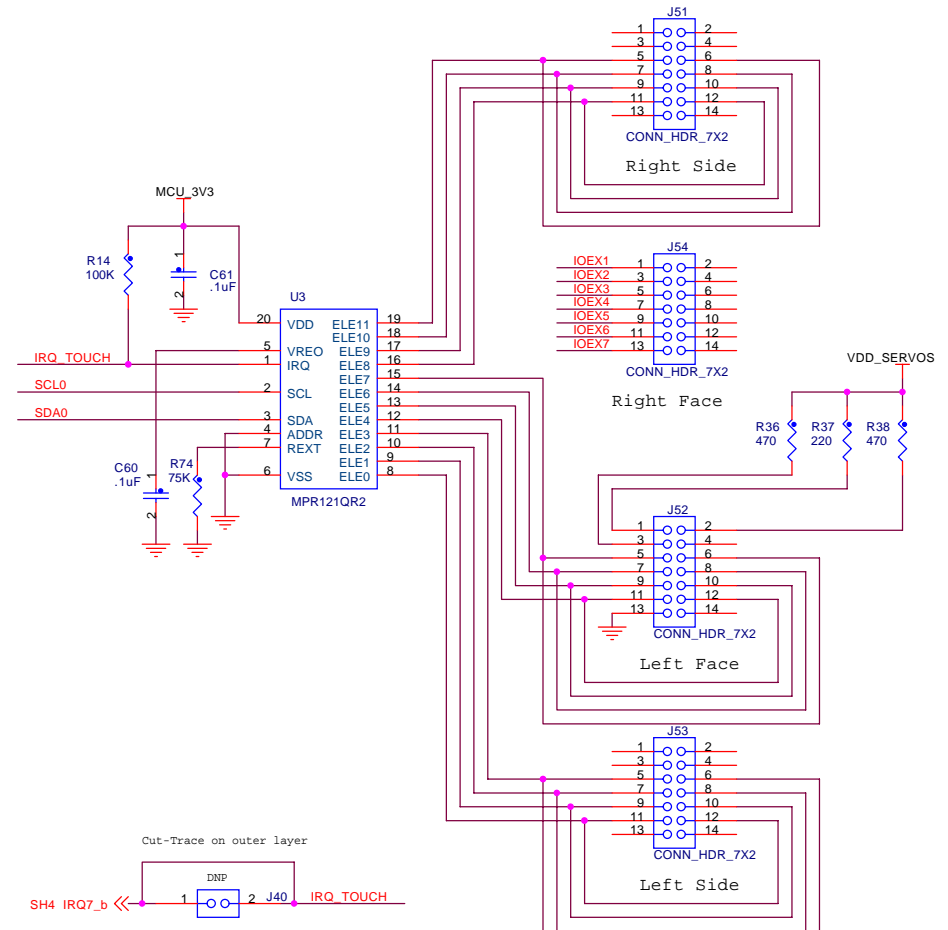 J51
1 2
3 4
5 6
7 8
9 10
11 12
13 14
CONN_HDR_7X2
Right Side
MCU_3V3
R14
100K
1
C61
.1uF
2
J54
IOEX1 1 2
IOEX2 3 4
IOEX3 5 6
IOEX4 7 8
IOEX5 9 10
IOEX6 11 12
IOEX7 13 14
CONN_HDR_7X2
Right Face
U3
20 VDD ELE11 19
ELE10 18
5 VREO ELE9 17
IRQ_TOUCH 1 IRQ ELE8 16
ELE7 15
SCL0 2 SCL ELE6 14
ELE5 13
SDA0 3 SDA ELE4 12
4 ADDR ELE3 11
7 REXT ELE2 10
ELE1 9
6 VSS ELE0 8
MPR121QR2
C60
.1uF
1
2
R74
75K
VDD_SERVOS
R36
470
R37
220
R38
470
J52
1 2
3 4
5 6
7 8
9 10
11 12
13 14
CONN_HDR_7X2
Left Face
J53
1 2
3 4
5 6
7 8
9 10
11 12
13 14
CONN_HDR_7X2
Left Side
Cut-Trace on outer layer
DNP
SH4 IRQ7_b 1 2 J40 IRQ_TOUCH